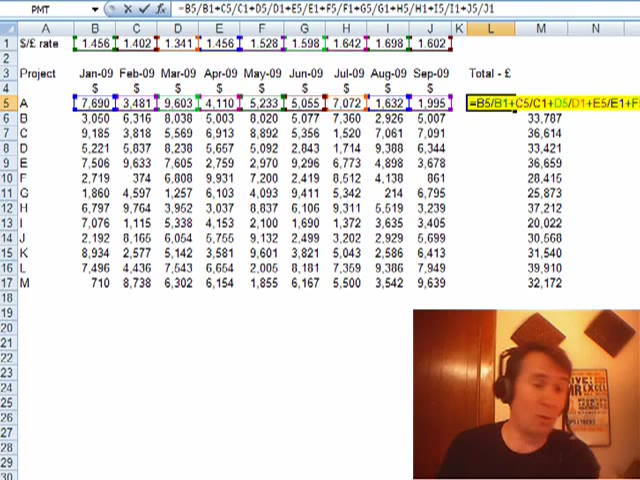 PMT =B5/B1+C5/C1+D5/D1+E5/E1+F5/F1+G5/G1+H5/H1+I5/I1+J5/J1
A B C D E F G H I J K L M N
1 $/£ rate 1.456 1.402 1.341 1.456 1.528 1.598 1.642 1.698 1.602
2
3 Project Jan-09 Feb-09 Mar-09 Apr-09 May-09 Jun-09 Jul-09 Aug-09 Sep-09 Total - £
4 $ $ $ $ $ $ $ $ $
5 A 7,690 3,481 9,603 4,110 5,233 5,055 7,072 1,632 1,995 =B5/B1+C5/C1+D5/D1+E5/E1+F
6 B 3,050 6,316 8,038 5,003 8,020 5,077 7,360 2,926 5,007 33,787
7 C 9,185 3,818 5,569 6,913 8,892 5,356 1,520 7,061 7,091 36,614
8 D 5,221 5,837 8,238 5,657 5,092 2,843 1,714 9,388 6,344 33,421
9 E 7,506 9,633 7,605 2,759 2,970 9,296 6,773 4,898 3,678 36,659
10 F 2,719 374 6,808 9,931 7,200 2,419 8,512 4,138 861 28,415
11 G 1,860 4,597 1,257 6,103 4,093 9,411 5,342 214 6,795 25,873
12 H 6,797 9,764 3,952 3,037 8,837 6,106 9,311 5,519 3,239 37,212
13 I 7,076 1,115 5,338 4,153 2,100 1,690 1,372 3,635 3,405 20,022
14 J 2,192 8,165 6,054 5,755 9,132 2,499 3,202 2,929 5,699 30,568
15 K 8,934 2,577 5,142 3,581 9,601 3,821 5,043 2,586 6,413 31,540
16 L 7,496 4,436 7,543 6,654 2,005 8,181 7,359 9,386 7,949 39,910
17 M 710 8,738 6,302 6,154 1,855 6,167 5,500 3,542 9,639 32,172
18
19
20
21
22
23
24
25
26
27
28
29
30
LIVE!
MR EXCEL